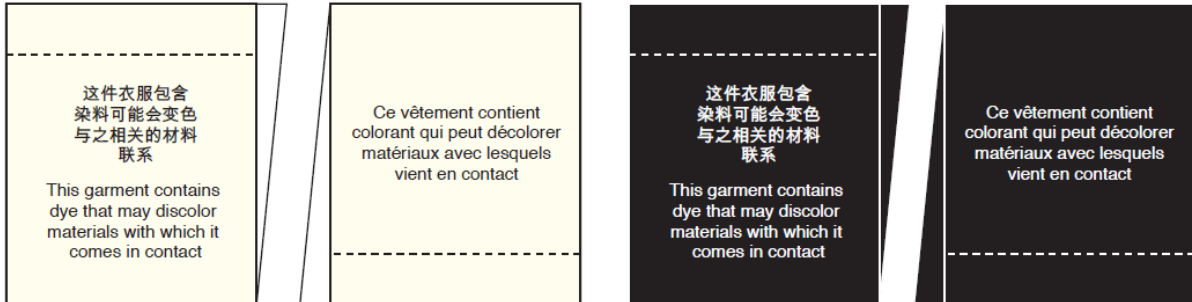 这件衣服包含
染料可能会变色
与之相关的材料
联系
This garment contains
dye that may discolor
materials with which it
comes in contact
Ce vêtement contient
colorant qui peut décolorer
matériaux avec lesquels
vient en contact
这件衣服包含
染料可能会变色
与之相关的材料
联系
This garment contains
dye that may discolor
materials with which it
comes in contact
Ce vêtement contient
colorant qui peut décolorer
matériaux avec lesquels
vient en contact